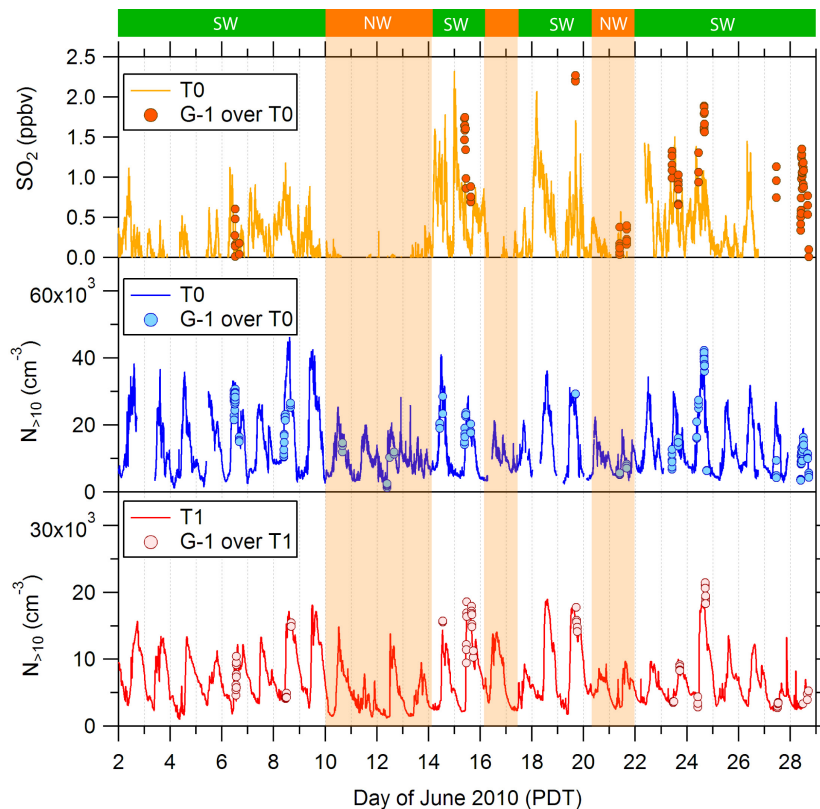 SW NW SW SW NW SW
2.5
2.0
1.5
1.0
0.5
0.0
SO2 (ppbv)
T0
G-1 over T0
60x10^3
40
20
0
N>10 (cm^-3)
T0
G-1 over T0
30x10^3
20
10
0
N>10 (cm^-3)
T1
G-1 over T1
2 4 6 8 10 12 14 16 18 20 22 24 26 28
Day of June 2010 (PDT)